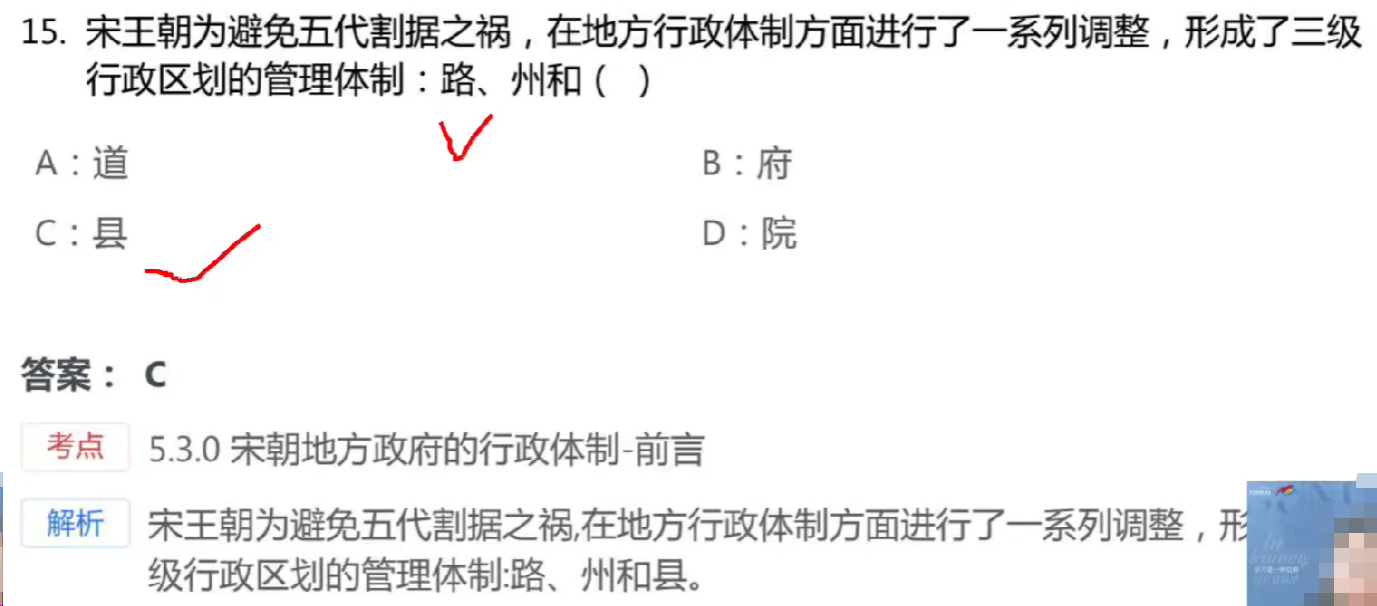 15. 宋王朝为避免五代割据之祸，在地方行政体制方面进行了一系列调整，形成了三级
行政区划的管理体制：路、州和（ ）
A：道
B：府
C：县
D：院
答案： C
考点 5.3.0 宋朝地方政府的行政体制-前言
解析 宋王朝为避免五代割据之祸,在地方行政体制方面进行了一系列调整，形
级行政区划的管理体制:路、州和县。
in
learning
we trust